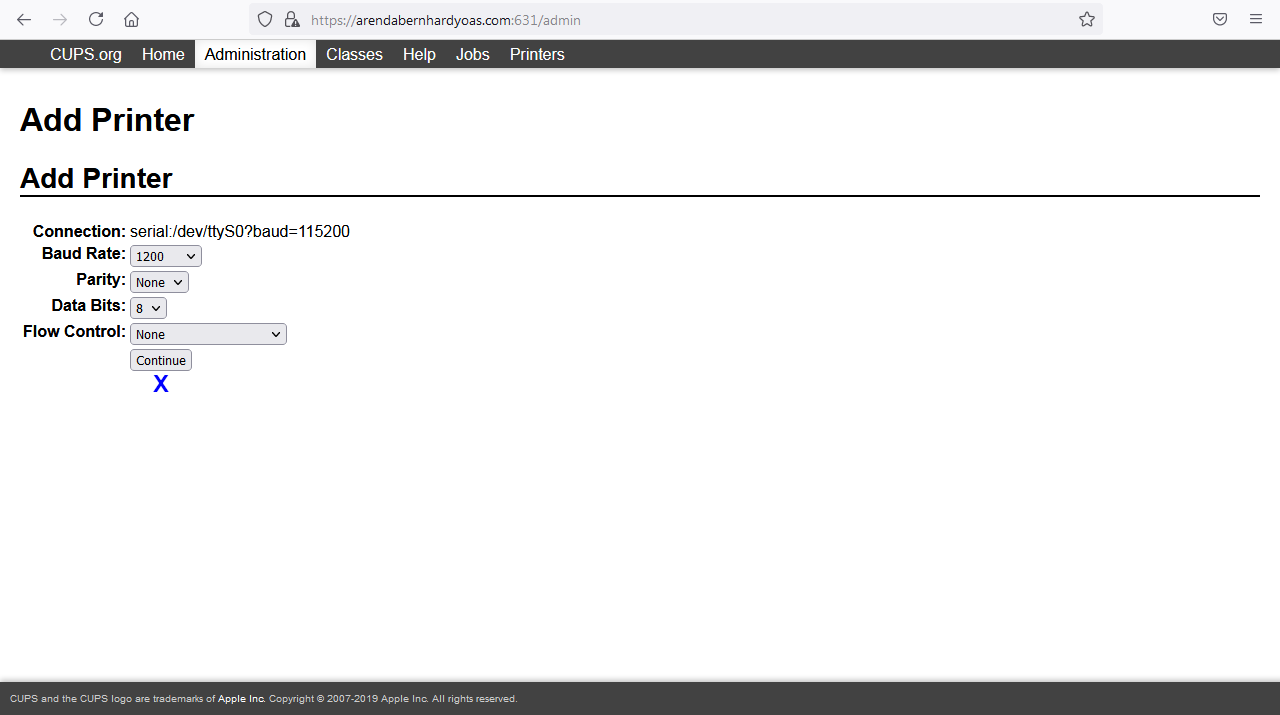 https://arendabernhardyoas.com:631/admin
CUPS.org Home Administration Classes Help Jobs Printers
Add Printer
Add Printer
Connection: serial:/dev/ttyS0?baud=115200
Baud Rate: 1200
Parity: None
Data Bits: 8
Flow Control: None
Continue
X
CUPS and the CUPS logo are trademarks of Apple Inc. Copyright © 2007-2019 Apple Inc. All rights reserved.